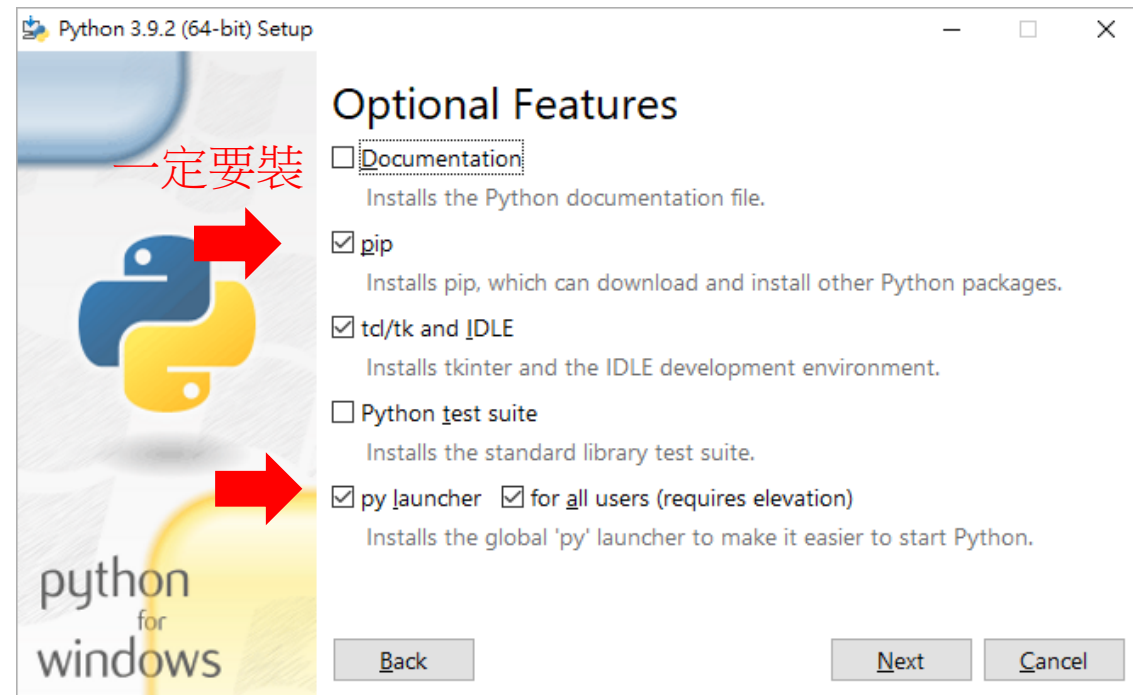 Python 3.9.2 (64-bit) Setup
Optional Features
一定要裝
Documentation
Installs the Python documentation file.
pip
Installs pip, which can download and install other Python packages.
tcl/tk and IDLE
Installs tkinter and the IDLE development environment.
Python test suite
Installs the standard library test suite.
py launcher for all users (requires elevation)
Installs the global 'py' launcher to make it easier to start Python.
python
for
windows
Back Next Cancel